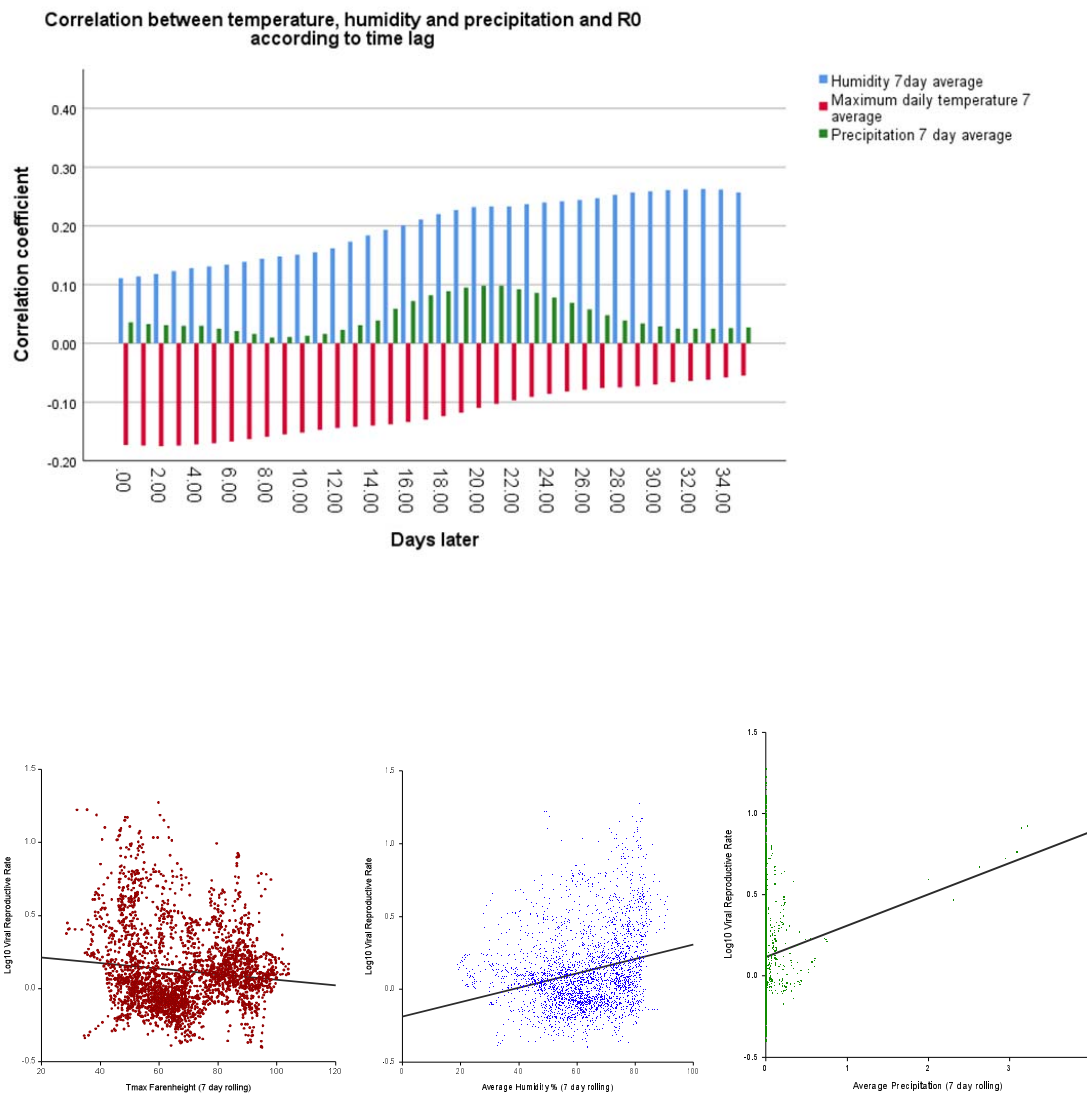 Correlation between temperature, humidity and precipitation and R0
according to time lag
Humidity 7day average
Maximum daily temperature 7
average
Precipitation 7 day average
Correlation coefficient
0.40
0.30
0.20
0.10
0.00
-0.10
-0.20
.00 2.00 4.00 6.00 8.00 10.00 12.00 14.00 16.00 18.00 20.00 22.00 24.00 26.00 28.00 30.00 32.00 34.00
Days later
Log10 Viral Reproductive Rate
1.5
1.0
0.5
0.0
-0.5
20 40 60 80 100 120
Tmax Farenheight (7 day rolling)
Log10 Viral Reproductive Rate
1.5
1.0
0.5
0.0
-0.5
0 20 40 60 80 100
Average Humidity % (7 day rolling)
Log10 Viral Reproductive Rate
1.5
1.0
0.5
0.0
-0.5
0 1 2 3
Average Precipitation (7 day rolling)